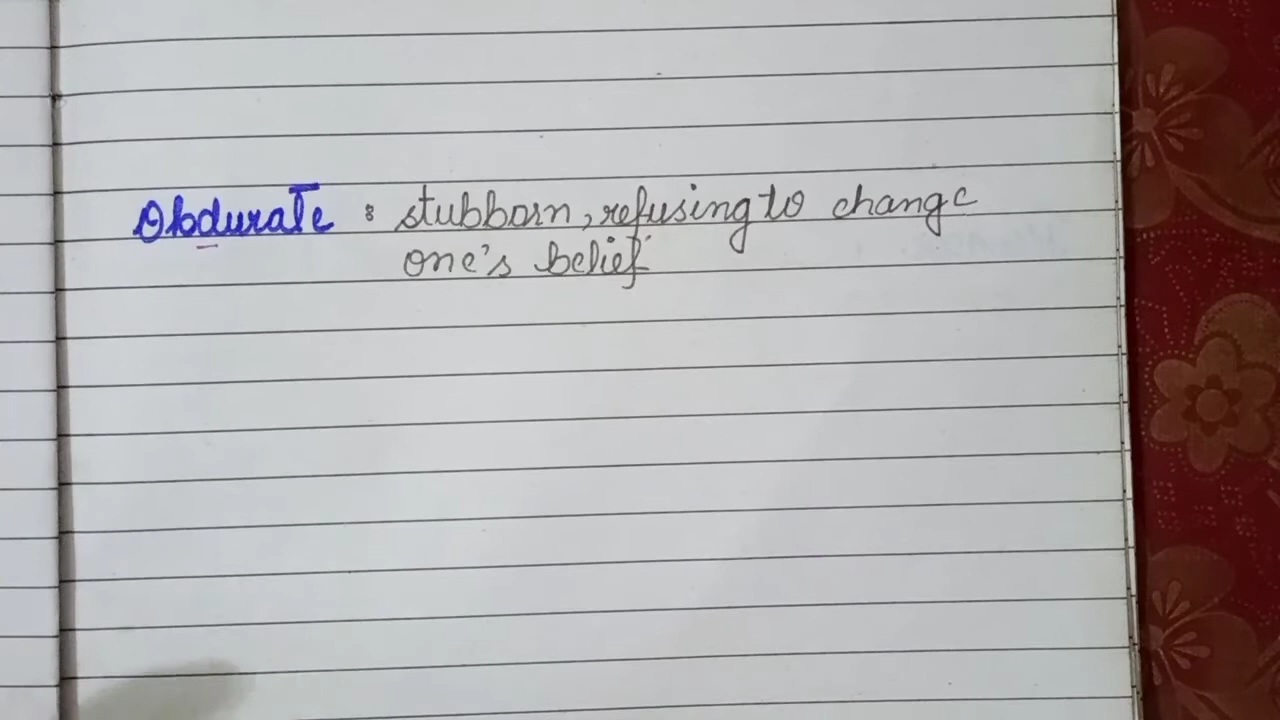 Obdurate : stubborn, refusing to change
one's belief